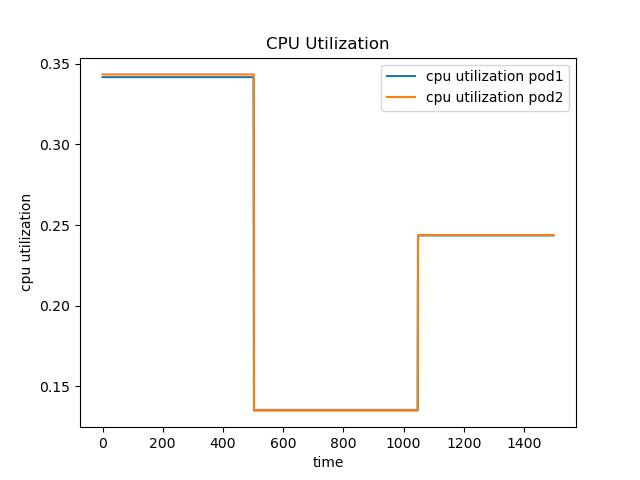 CPU Utilization
cpu utilization pod1
cpu utilization pod2
cpu utilization
0.35
0.30
0.25
0.20
0.15
0 200 400 600 800 1000 1200 1400
time